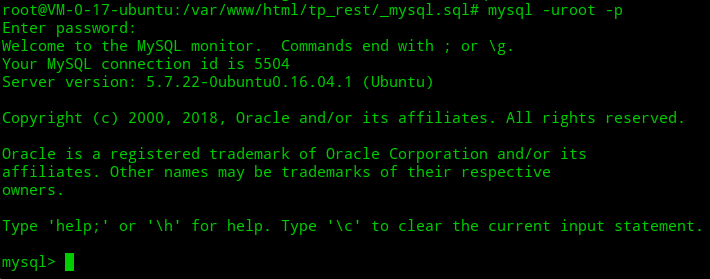 root@VM-0-17-ubuntu:/var/www/html/tp_rest/_mysql.sql# mysql -uroot -p
Enter password:
Welcome to the MySQL monitor.  Commands end with ; or \g.
Your MySQL connection id is 5504
Server version: 5.7.22-0ubuntu0.16.04.1 (Ubuntu)
Copyright (c) 2000, 2018, Oracle and/or its affiliates. All rights reserved.
Oracle is a registered trademark of Oracle Corporation and/or its
affiliates. Other names may be trademarks of their respective
owners.
Type 'help;' or '\h' for help. Type '\c' to clear the current input statement.
mysql>